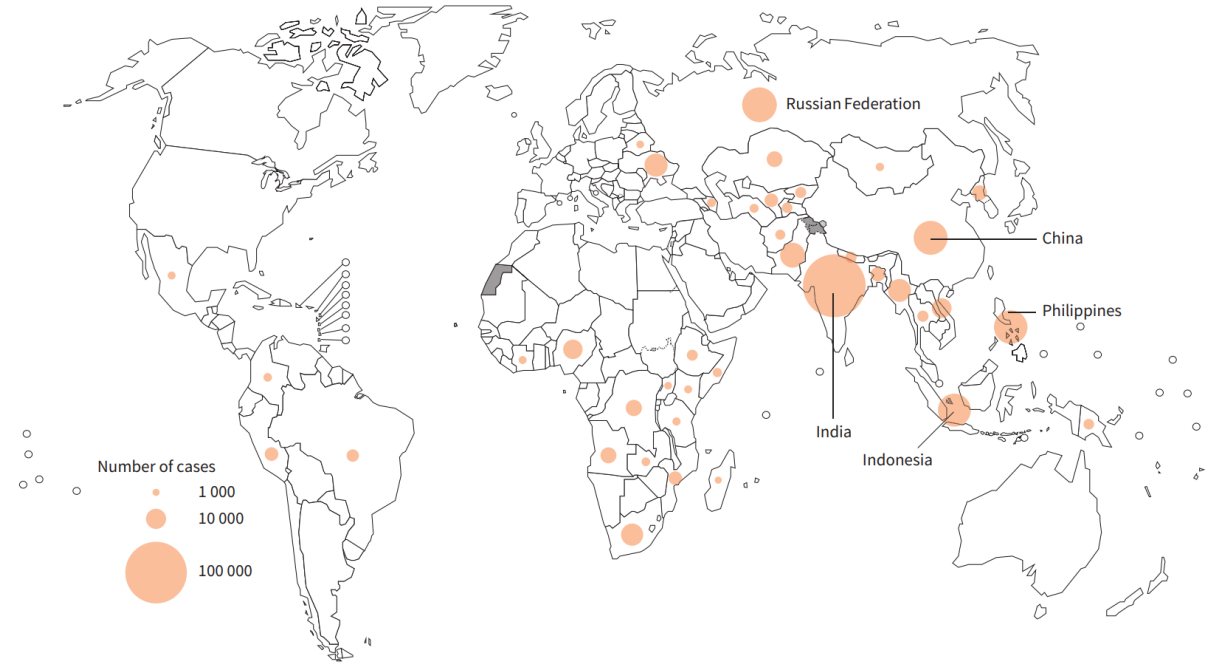 Russian Federation
China
Philippines
India
Indonesia
Number of cases
1 000
10 000
100 000